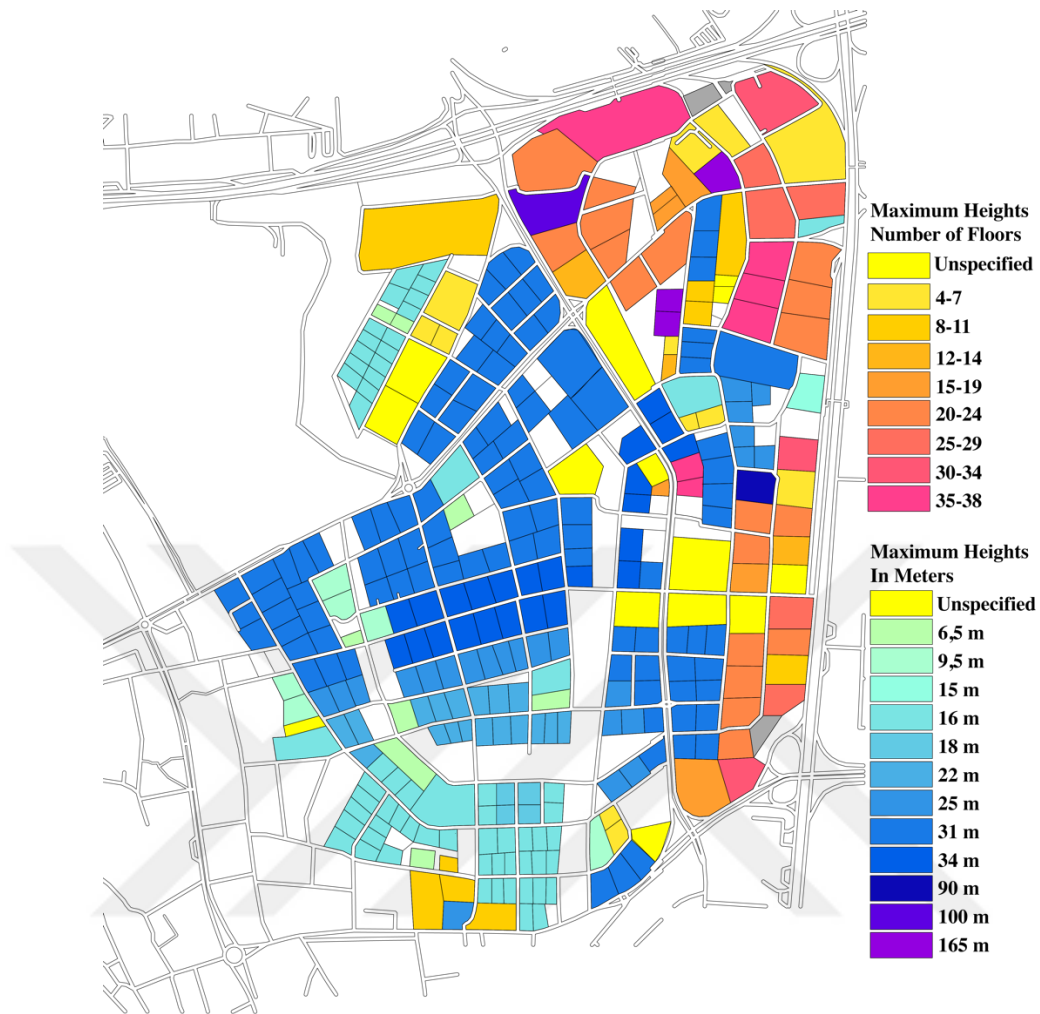 Maximum Heights
Number of Floors
Unspecified
4-7
8-11
12-14
15-19
20-24
25-29
30-34
35-38
Maximum Heights
In Meters
Unspecified
6,5 m
9,5 m
15 m
16 m
18 m
22 m
25 m
31 m
34 m
90 m
100 m
165 m